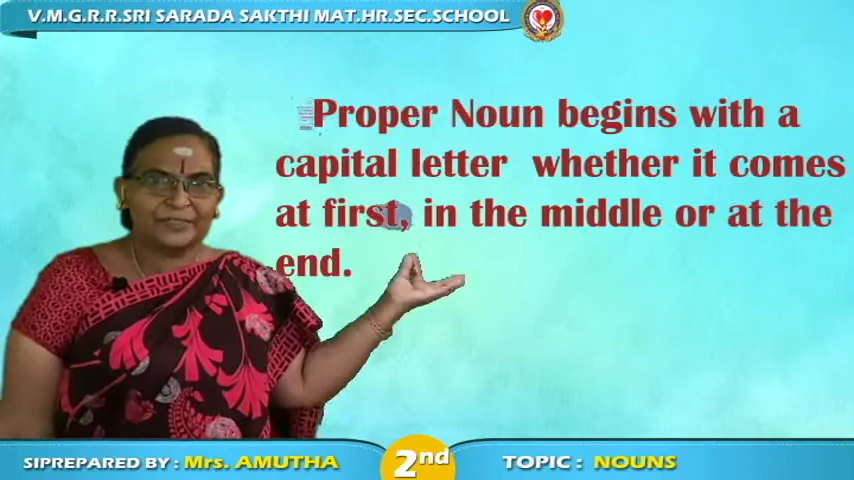 V.M.G.R.R.SRI SARADA SAKTHI MAT.HR.SEC.SCHOOL
Proper Noun begins with a
capital letter whether it comes
at first, in the middle or at the
end.
SIPREPARED BY : Mrs. AMUTHA
2nd
TOPIC : NOUNS